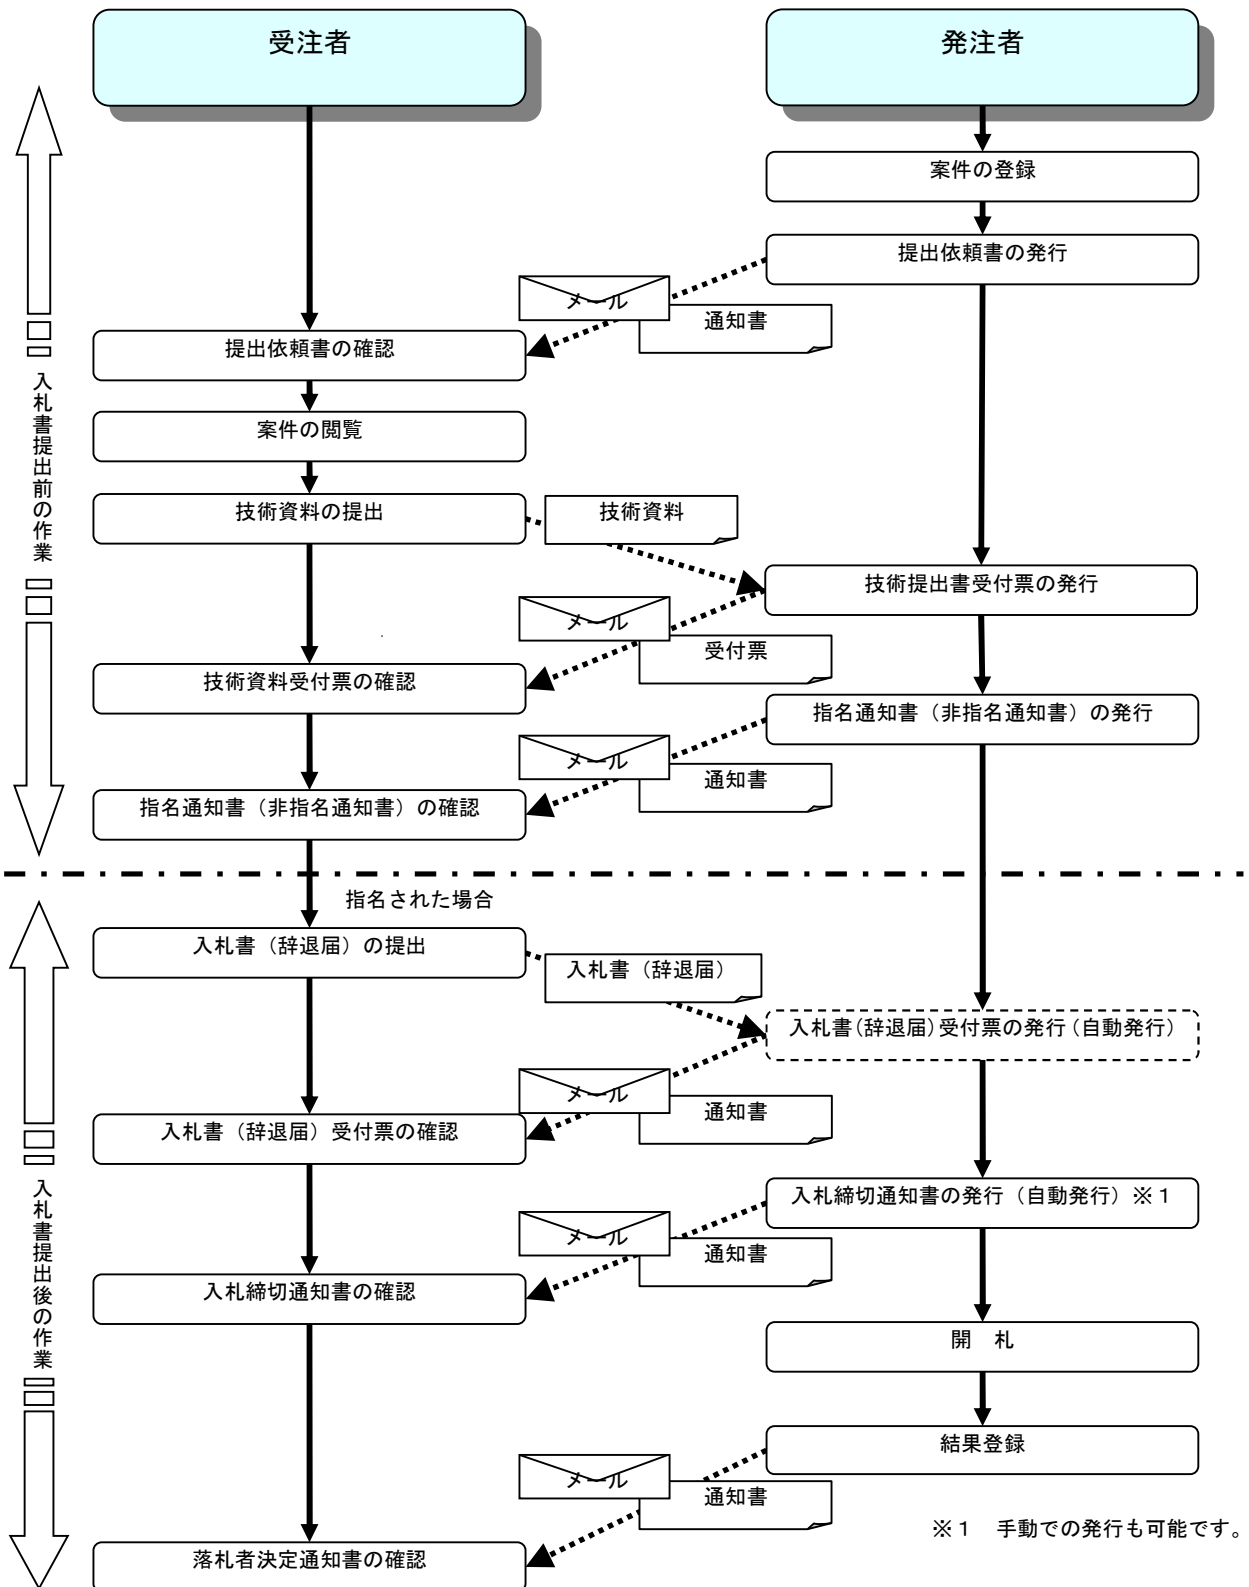 受注者
発注者
案件の登録
提出依頼書の発行
メール
通知書
提出依頼書の確認
案件の閲覧
技術資料の提出
技術資料
技術提出書受付票の発行
メール
受付票
技術資料受付票の確認
指名通知書（非指名通知書）の発行
メール
通知書
指名通知書（非指名通知書）の確認
入札書提出前の作業
指名された場合
入札書（辞退届）の提出
入札書（辞退届）
入札書（辞退届）受付票の発行（自動発行）
メール
通知書
入札書（辞退届）受付票の確認
入札締切通知書の発行（自動発行）※１
メール
通知書
入札締切通知書の確認
開　札
結果登録
メール
通知書
落札者決定通知書の確認
入札書提出後の作業
※１　手動での発行も可能です。